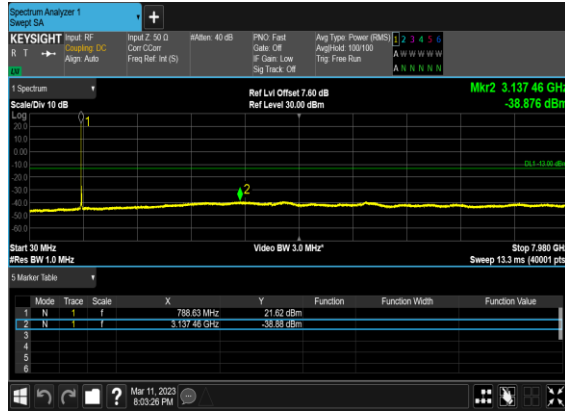 Spectrum Analyzer 1
Swept SA
+
KEYSIGHT Input: RF Input Z: 50 Ω #Atten: 40 dB PNO: Fast Avg Type: Power (RMS) 1 2 3 4 5 6
R T Coupling: DC Corr CCorr Gate: Off Avg|Hold: 100/100 A W W W W W
Align: Auto Freq Ref: Int (S) IF Gain: Low Trig: Free Run
LW Sig Track: Off A N N N N N
1 Spectrum Ref Lvl Offset 7.60 dB Mkr2 3.137 46 GHz
Scale/Div 10 dB Ref Level 30.00 dBm -38.876 dBm
Log
20.0
10.0
0.00
-10.0
-20.0
-30.0
-40.0
-50.0
-60.0
1
DL1 -13.00 dBm
2
Start 30 MHz Video BW 3.0 MHz* Stop 7.980 GHz
#Res BW 1.0 MHz Sweep 13.3 ms (40001 pts)
5 Marker Table
Mode Trace Scale X Y Function Function Width Function Value
1 N 1 f 788.63 MHz 21.62 dBm
2 N 1 f 3.137 46 GHz -38.88 dBm
3
4
5
6
? Mar 11, 2023
8:03:26 PM